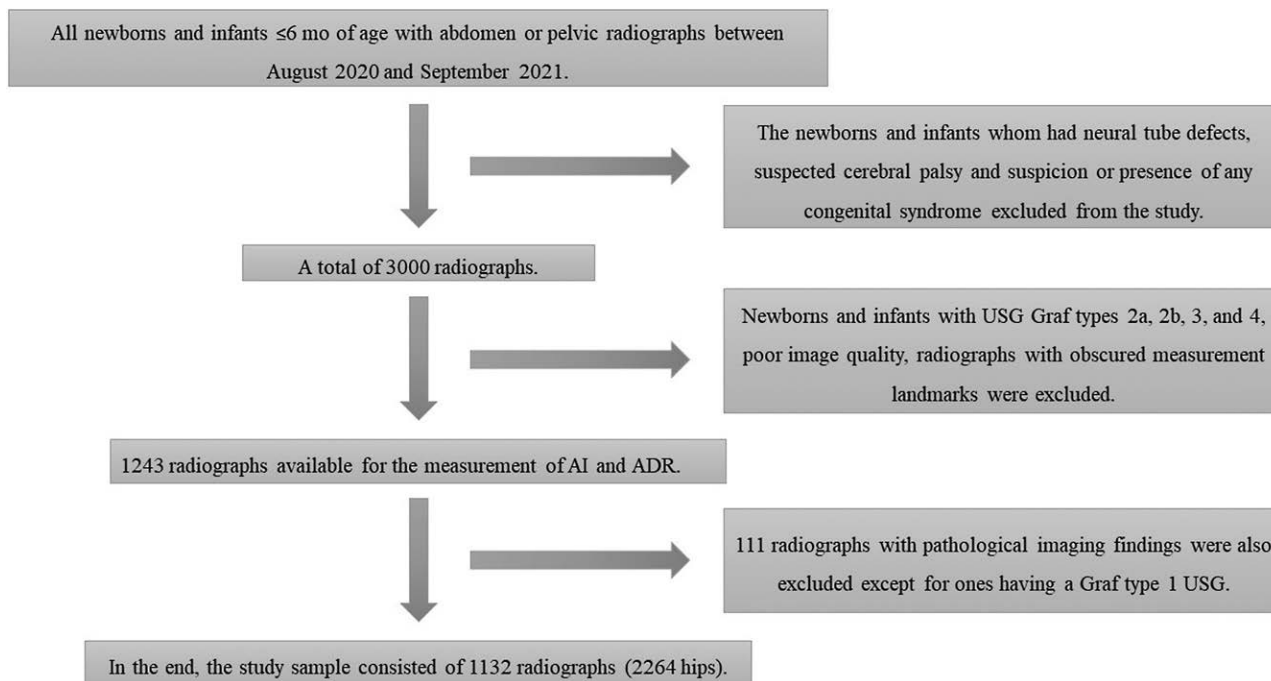 All newborns and infants ≤6 mo of age with abdomen or pelvic radiographs between
August 2020 and September 2021.
The newborns and infants whom had neural tube defects,
suspected cerebral palsy and suspicion or presence of any
congenital syndrome excluded from the study.
A total of 3000 radiographs.
Newborns and infants with USG Graf types 2a, 2b, 3, and 4,
poor image quality, radiographs with obscured measurement
landmarks were excluded.
1243 radiographs available for the measurement of AI and ADR.
111 radiographs with pathological imaging findings were also
excluded except for ones having a Graf type 1 USG.
In the end, the study sample consisted of 1132 radiographs (2264 hips).